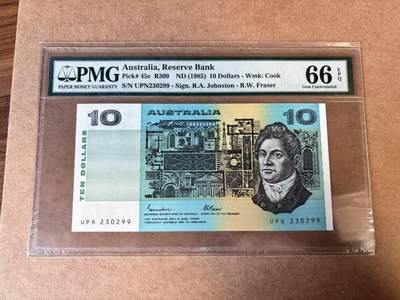 PMG
PAPER MONEY GUARANTY
Australia, Reserve Bank
Pick# 45e R309 ND (1985) 10 Dollars - Wmk: Cook
S/N UPN230299 - Sign. R.A. Johnston - B.W. Fraser
66 EPQ
Gem Uncirculated
10
10
TEN DOLLARS
UPN 230299
UPN 230299